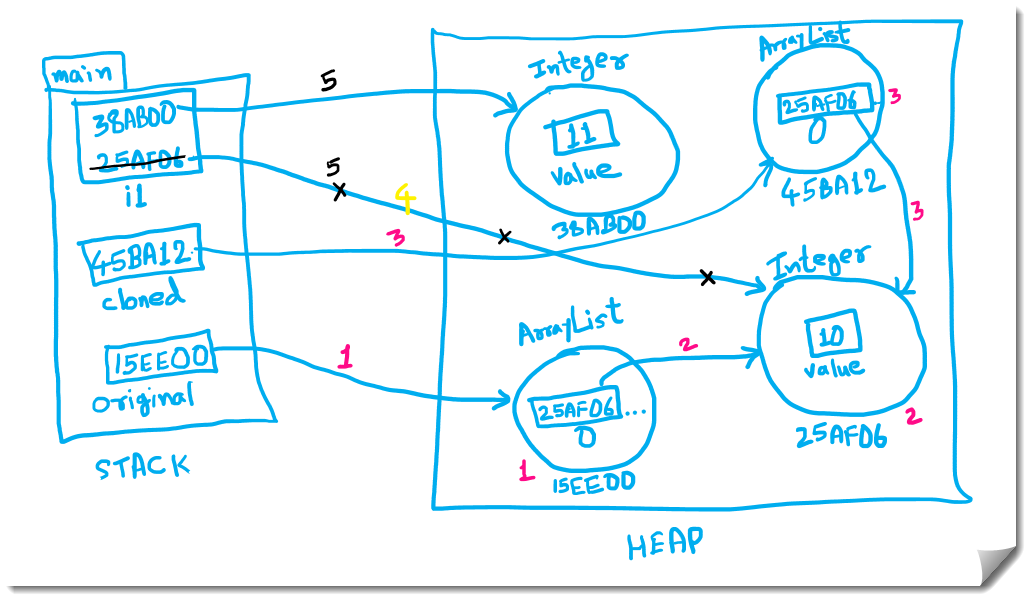 main
38AB00
25AF06
i1
45BA12
cloned
15EE00
original
STACK
5
5
4
3
1
Integer
11
value
38AB00
ArrayList
25AF06
3
0
45BA12
3
Integer
10
value
25AF06
2
ArrayList
2
25AF06...
0
1
15EE00
HEAP